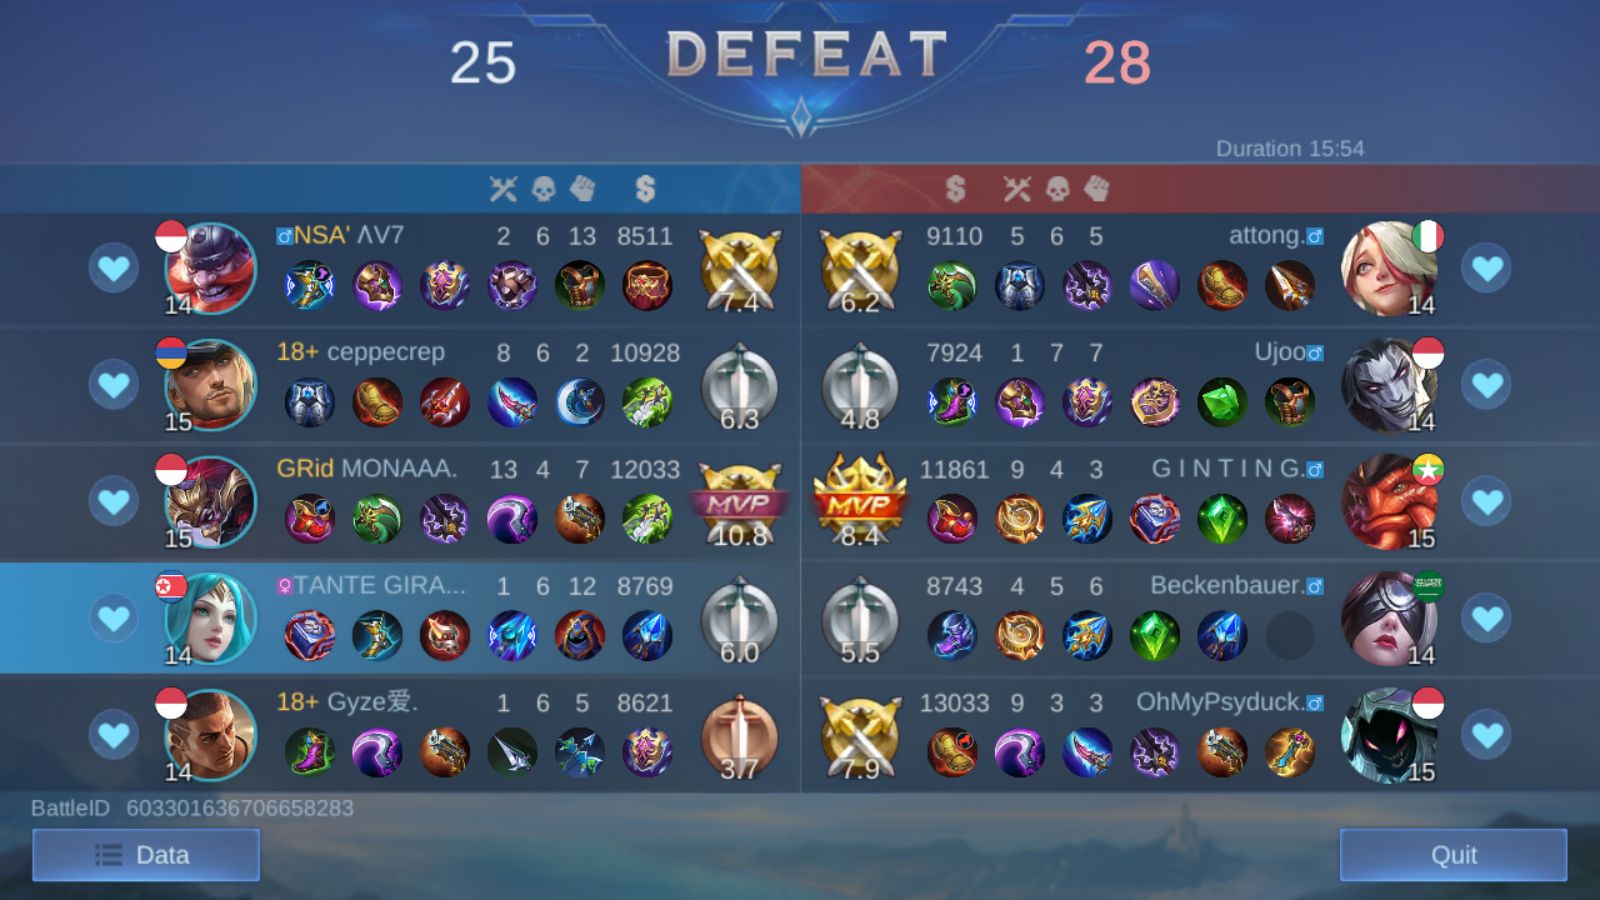 25 DEFEAT 28
Duration 15:54
NSA' ΛV7 2 6 13 8511
14 7.4
9110 5 6 5 attong.
6.2 14
18+ ceppecrep 8 6 2 10928
15 6.3
7924 1 7 7 Ujoo
4.8 14
GRid MONAAA. 13 4 7 12033
15 MVP 10.8
11861 9 4 3 G I N T I N G.
MVP 8.4 15
TANTE GIRA... 1 6 12 8769
14 6.0
8743 4 5 6 Beckenbauer.
5.5 14
18+ Gyze爱. 1 6 5 8621
14 3.7
13033 9 3 3 OhMyPsyduck.
7.9 15
BattleID 603301636706658283
Data Quit